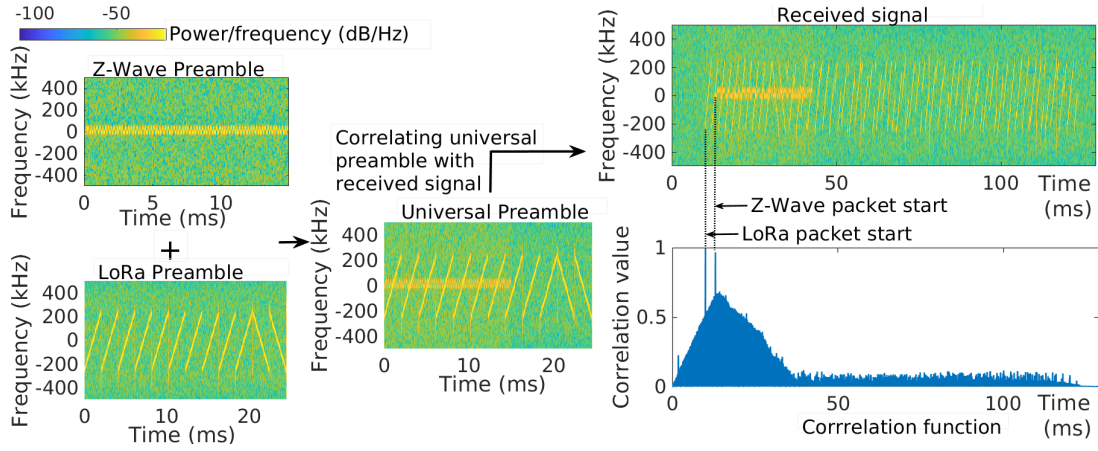 -100 -50
Power/frequency (dB/Hz)
Z-Wave Preamble
Frequency (kHz)
400
200
0
-200
-400
0 5 10
Time (ms)
+
LoRa Preamble
Frequency (kHz)
400
200
0
-200
-400
0 10 20
Time (ms)
Correlating universal
preamble with
received signal
Universal Preamble
Frequency (kHz)
400
200
0
-200
-400
0 10 20
Time (ms)
Received signal
Frequency (kHz)
400
200
0
-200
-400
0 50 100 Time
(ms)
Z-Wave packet start
LoRa packet start
Correlation value
1
0.5
0
0 50 100 Time
(ms)
Corrrelation function